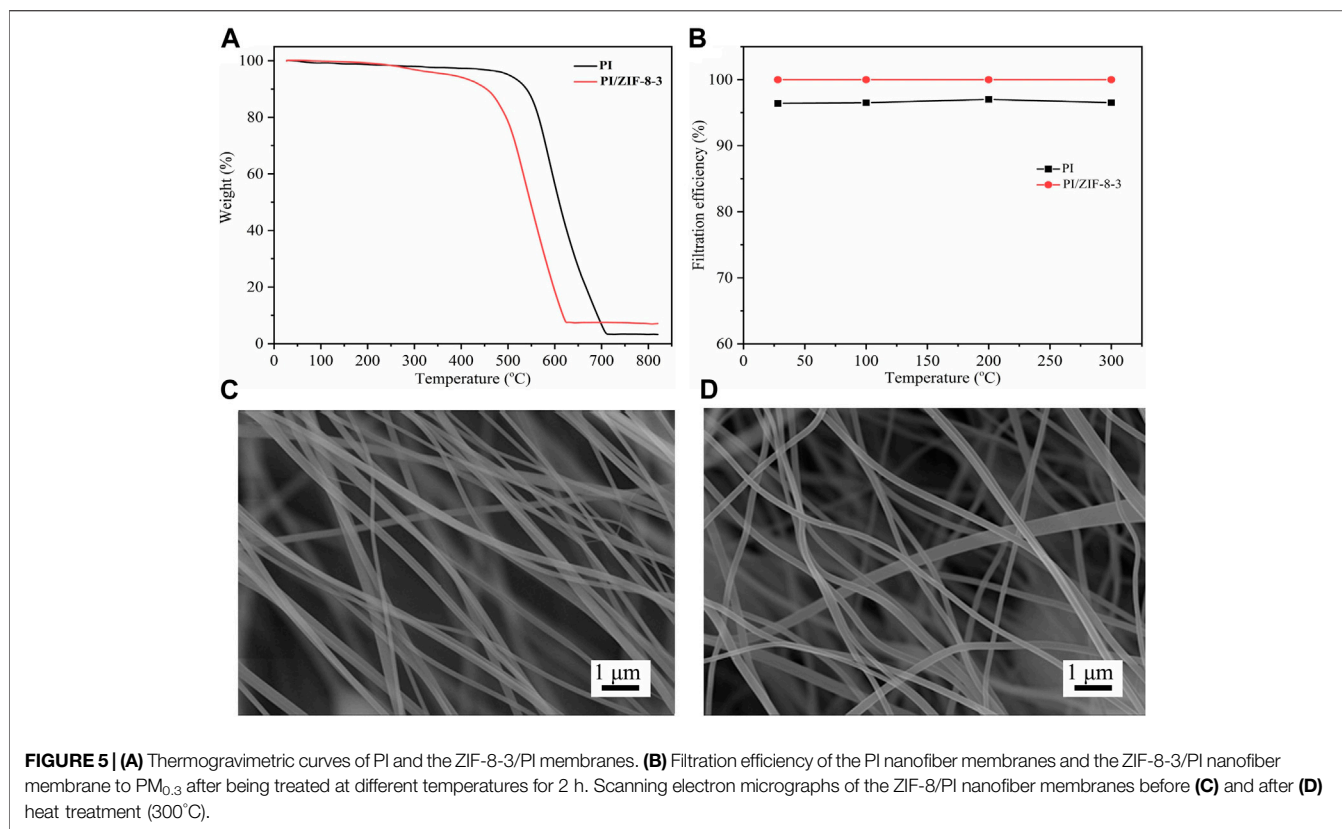 A
100
80
60
40
20
0
Weight (%)
PI
PI/ZIF-8-3
0 100 200 300 400 500 600 700 800
Temperature (°C)
B
100
90
80
70
60
Filtration efficiency (%)
PI
PI/ZIF-8-3
0 50 100 150 200 250 300
Temperature (°C)
C
1 μm
D
1 μm
FIGURE 5 | (A) Thermogravimetric curves of PI and the ZIF-8-3/PI membranes. (B) Filtration efficiency of the PI nanofiber membranes and the ZIF-8-3/PI nanofiber
membrane to PM0.3 after being treated at different temperatures for 2 h. Scanning electron micrographs of the ZIF-8/PI nanofiber membranes before (C) and after (D)
heat treatment (300°C).